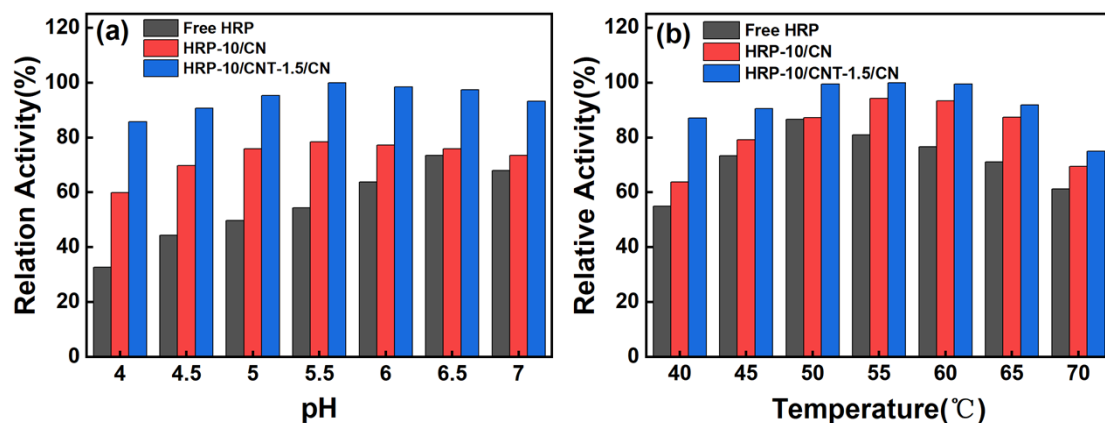 (a)
Free HRP
HRP-10/CN
HRP-10/CNT-1.5/CN
Relation Activity(%)
120
100
80
60
40
20
0
4 4.5 5 5.5 6 6.5 7
pH
(b)
Free HRP
HRP-10/CN
HRP-10/CNT-1.5/CN
Relative Activity(%)
120
100
80
60
40
20
0
40 45 50 55 60 65 70
Temperature(℃)